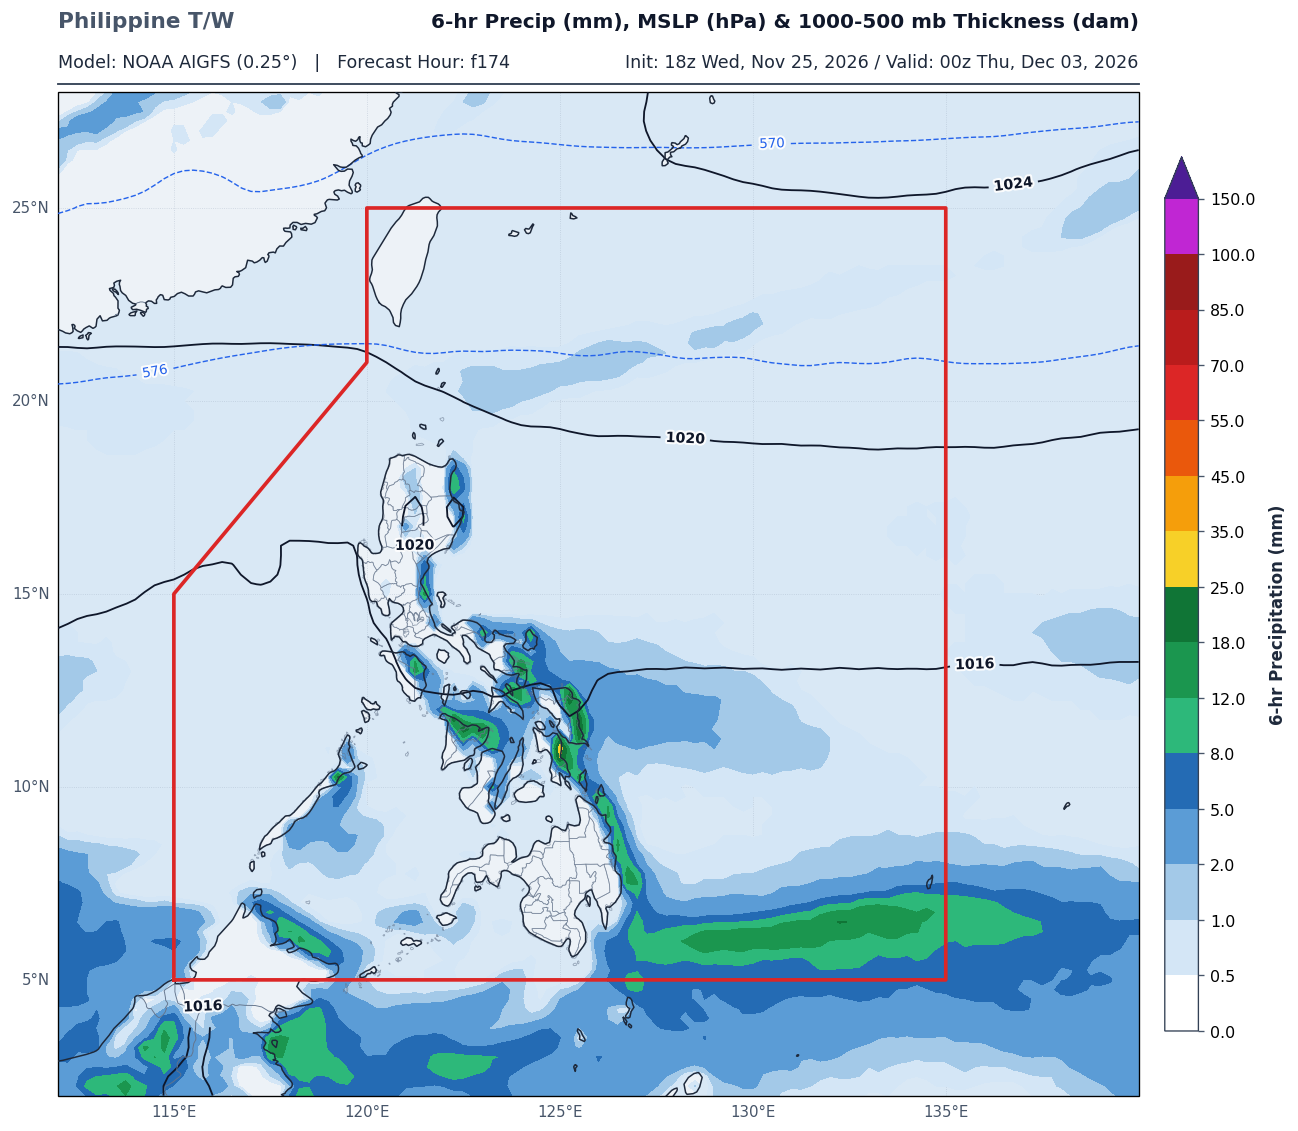 Philippine T/W
6-hr Precip (mm), MSLP (hPa) & 1000-500 mb Thickness (dam)
Model: NOAA AIGFS (0.25°) | Forecast Hour: f174
Init: 18z Wed, Nov 25, 2026 / Valid: 00z Thu, Dec 03, 2026
570
1024
576
1020
1020
1016
1016
25°N
20°N
15°N
10°N
5°N
115°E
120°E
125°E
130°E
135°E
150.0
100.0
85.0
70.0
55.0
45.0
35.0
25.0
18.0
12.0
8.0
5.0
2.0
1.0
0.5
0.0
6-hr Precipitation (mm)